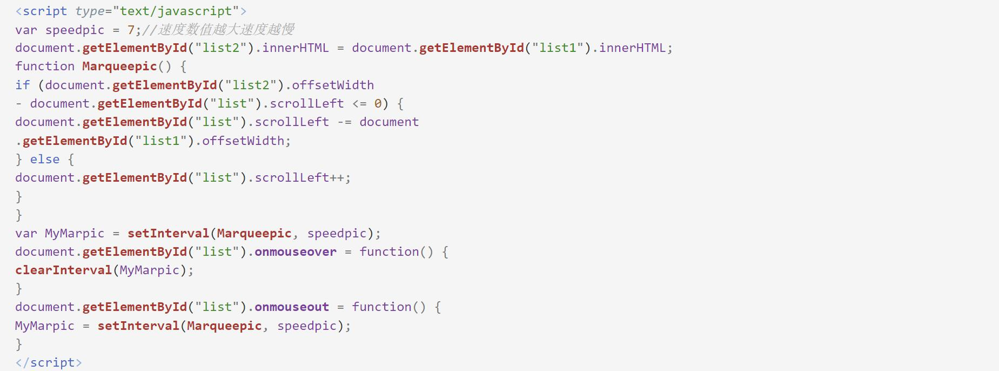 <script type="text/javascript">
var speedpic = 7;//速度数值越大速度越慢
document.getElementById("list2").innerHTML = document.getElementById("list1").innerHTML;
function Marqueepic() {
if (document.getElementById("list2").offsetWidth
- document.getElementById("list").scrollLeft <= 0) {
document.getElementById("list").scrollLeft -= document
.getElementById("list1").offsetWidth;
} else {
document.getElementById("list").scrollLeft++;
}
}
var MyMarpic = setInterval(Marqueepic, speedpic);
document.getElementById("list").onmouseover = function() {
clearInterval(MyMarpic);
}
document.getElementById("list").onmouseout = function() {
MyMarpic = setInterval(Marqueepic, speedpic);
}
</script>